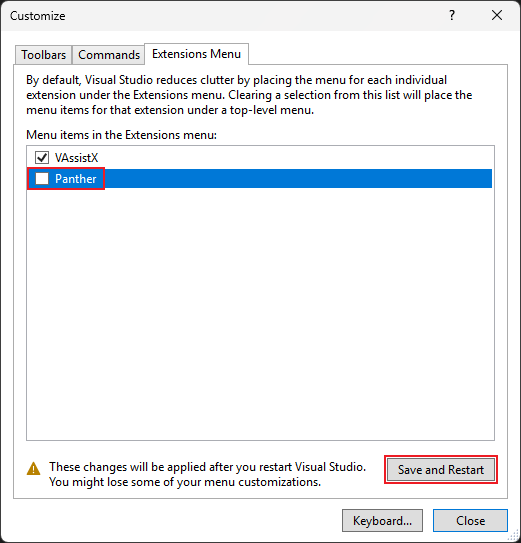 Customize
?
Toolbars
Commands
Extensions Menu
By default, Visual Studio reduces clutter by placing the menu for each individual
extension under the Extensions menu. Clearing a selection from this list will place the
menu items for that extension under a top-level menu.
Menu items in the Extensions menu:
VAssistX
Panther
These changes will be applied after you restart Visual Studio.
You might lose some of your menu customizations.
Save and Restart
Keyboard...
Close